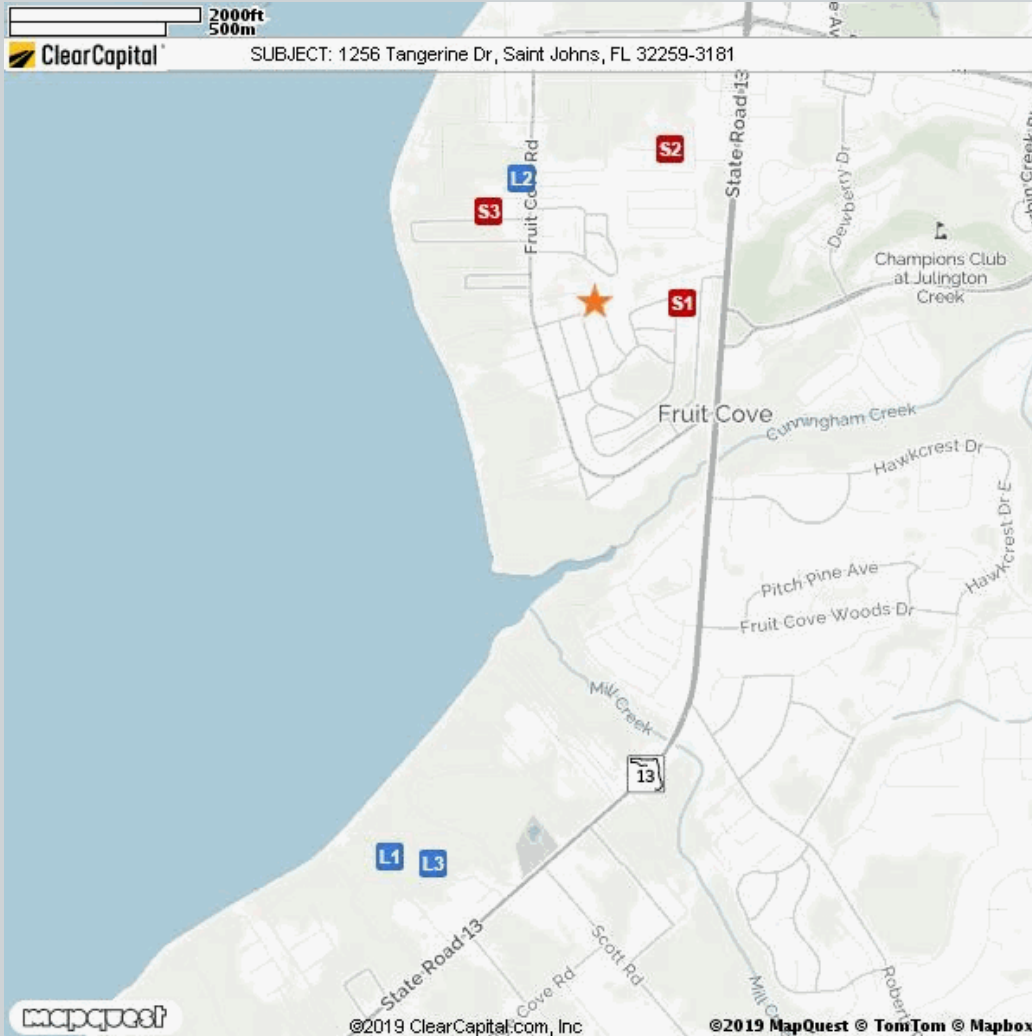 2000ft
500m
ClearCapital
SUBJECT: 1256 Tangerine Dr, Saint Johns, FL 32259-3181
State Road 13
S2
L2
Fruit Cove Rd
S3
Dewberry Dr
Champions Club
at Julington
Creek
S1
Fruit Cove
Cunningham Creek
Hawkcrest Dr
Hawkcrest Dr E
Pitch Pine Ave
Fruit Cove Woods Dr
Mill Creek
13
L1
L3
State Road 13
Scott Rd
Cove Rd
Mill C
Robert
mapquest
©2019 ClearCapital.com, Inc
©2019 MapQuest © TomTom © Mapbox